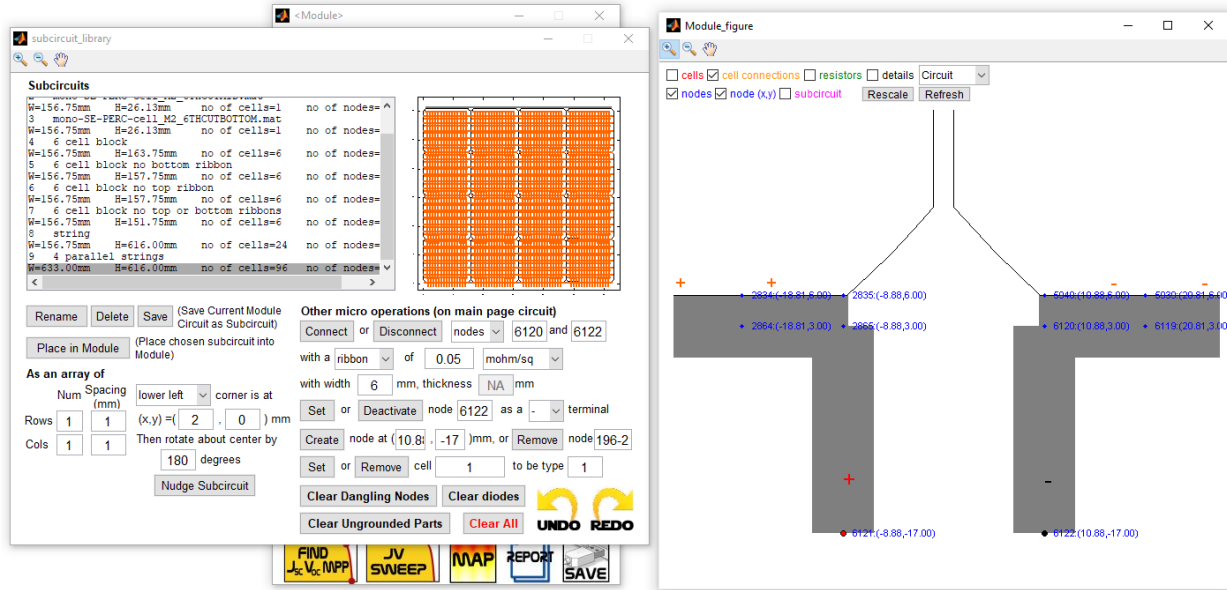 <Module>
subcircuit_library
Subcircuits
W=156.75mm H=26.13mm no of cells=1 no of nodes=
3 mono-SE-PERC-cell_M2_6THCUTBOTTOM.mat
W=156.75mm H=26.13mm no of cells=1 no of nodes=
4 6 cell block
W=156.75mm H=163.75mm no of cells=6 no of nodes=
5 6 cell block no bottom ribbon
W=156.75mm H=157.75mm no of cells=6 no of nodes=
6 6 cell block no top ribbon
W=156.75mm H=157.75mm no of cells=6 no of nodes=
7 6 cell block no top or bottom ribbons
W=156.75mm H=151.75mm no of cells=6 no of nodes=
8 string
W=156.75mm H=616.00mm no of cells=24 no of nodes=
9 4 parallel strings
W=633.00mm H=616.00mm no of cells=96 no of nodes=
Rename Delete Save (Save Current Module Circuit as Subcircuit)
Place in Module (Place chosen subcircuit into Module)
As an array of
Num Spacing (mm)
Rows 1 1
Cols 1 1
lower left corner is at
(x,y) =( 2 , 0 ) mm
Then rotate about center by
180 degrees
Nudge Subcircuit
Other micro operations (on main page circuit)
Connect or Disconnect nodes 6120 and 6122
with a ribbon of 0.05 mohm/sq
with width 6 mm, thickness NA mm
Set or Deactivate node 6122 as a - terminal
Create node at (10.8 , -17 )mm, or Remove node 196-2
Set or Remove cell 1 to be type 1
Clear Dangling Nodes Clear diodes
Clear Ungrounded Parts Clear All UNDO REDO
FIND Jsc Voc MPP JV SWEEP MAP REPORT SAVE
Module_figure
cells cell connections resistors details Circuit
nodes node (x,y) subcircuit Rescale Refresh
+ + - -
2834:(-18.81,6.00) 2835:(-8.88,6.00) 5040:(10.88,6.00) 5039:(20.81,6.00)
2864:(-18.81,3.00) 2865:(-8.88,3.00) 6120:(10.88,3.00) 6119:(20.81,3.00)
+ -
6121:(-8.88,-17.00) 6122:(10.88,-17.00)